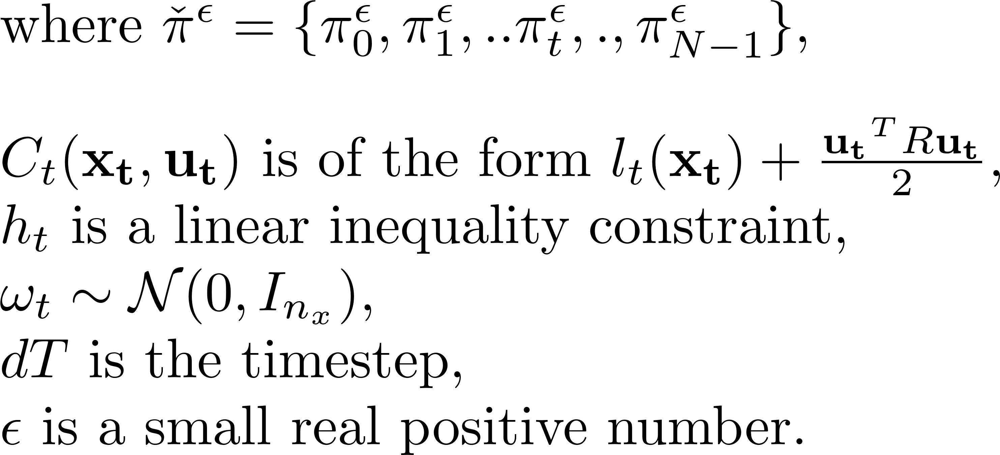 where $\check{\pi}^{\epsilon} = \{\pi_0^{\epsilon}, \pi_1^{\epsilon}, ..\pi_t^{\epsilon}, ., \pi_{N-1}^{\epsilon}\},$
$C_t(\mathbf{x_t}, \mathbf{u_t})$ is of the form $l_t(\mathbf{x_t}) + \frac{\mathbf{u_t}^T R \mathbf{u_t}}{2},$
$h_t$ is a linear inequality constraint,
$\omega_t \sim \mathcal{N}(0, I_{n_x}),$
$dT$ is the timestep,
$\epsilon$ is a small real positive number.